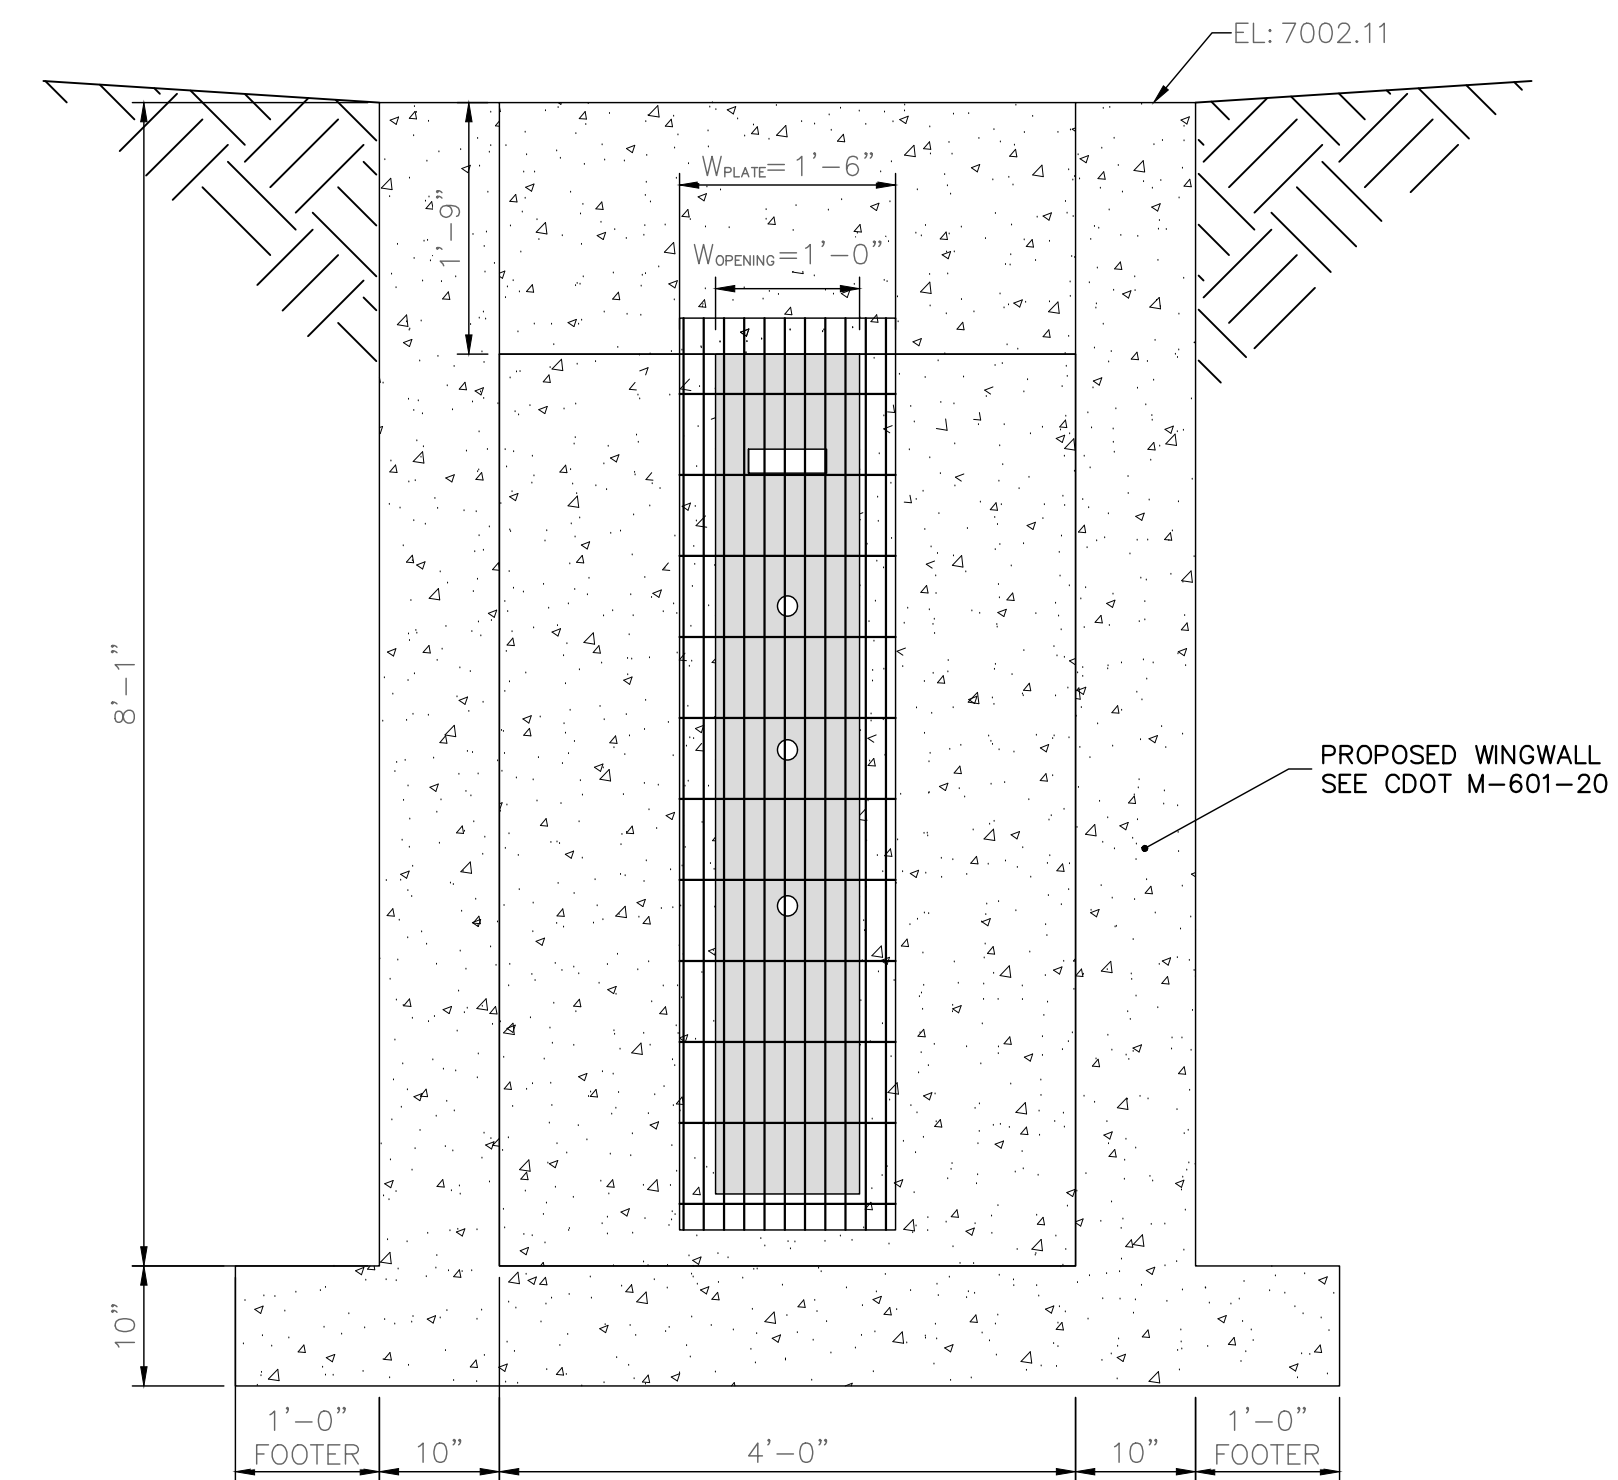 EL: 7002.11
WPLATE= 1'-6"
1'-9"
WOPENING=1'-0"
8'-1"
PROPOSED WINGWALL
SEE CDOT M-601-20
10"
1'-0"
FOOTER
10"
4'-0"
10"
1'-0"
FOOTER